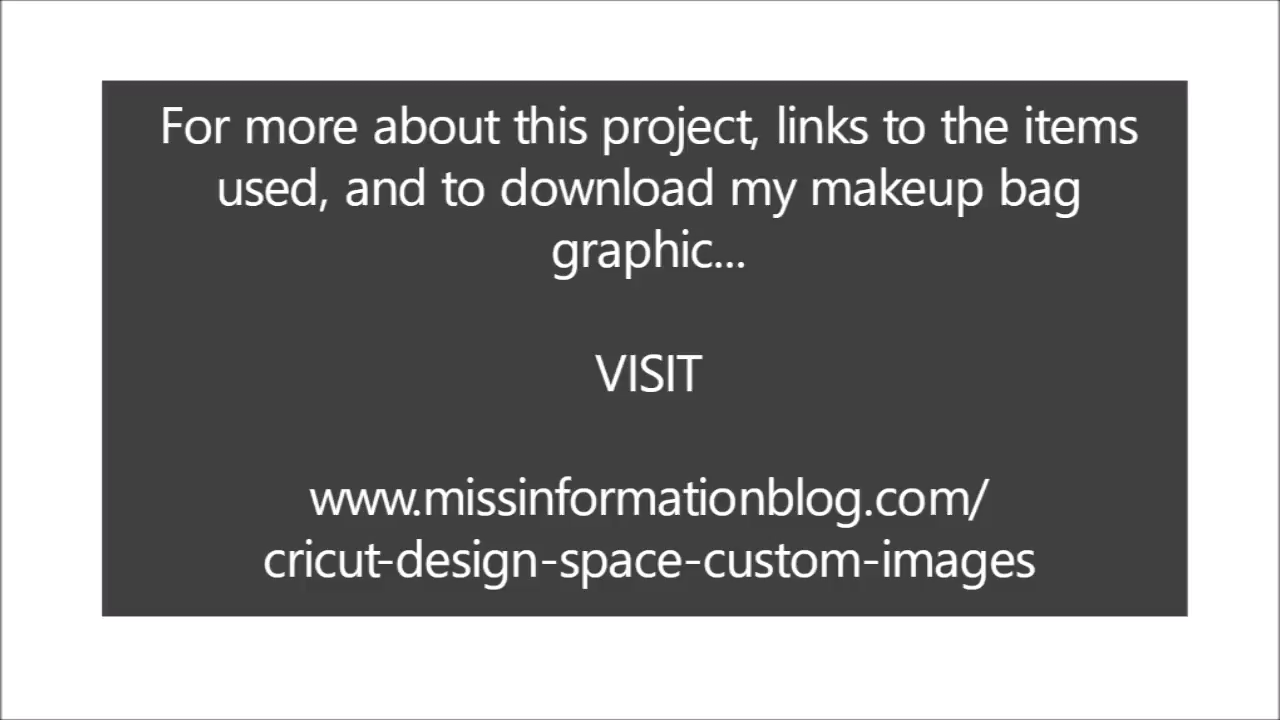 For more about this project, links to the items
used, and to download my makeup bag
graphic...
VISIT
www.missinformationblog.com/
cricut-design-space-custom-images